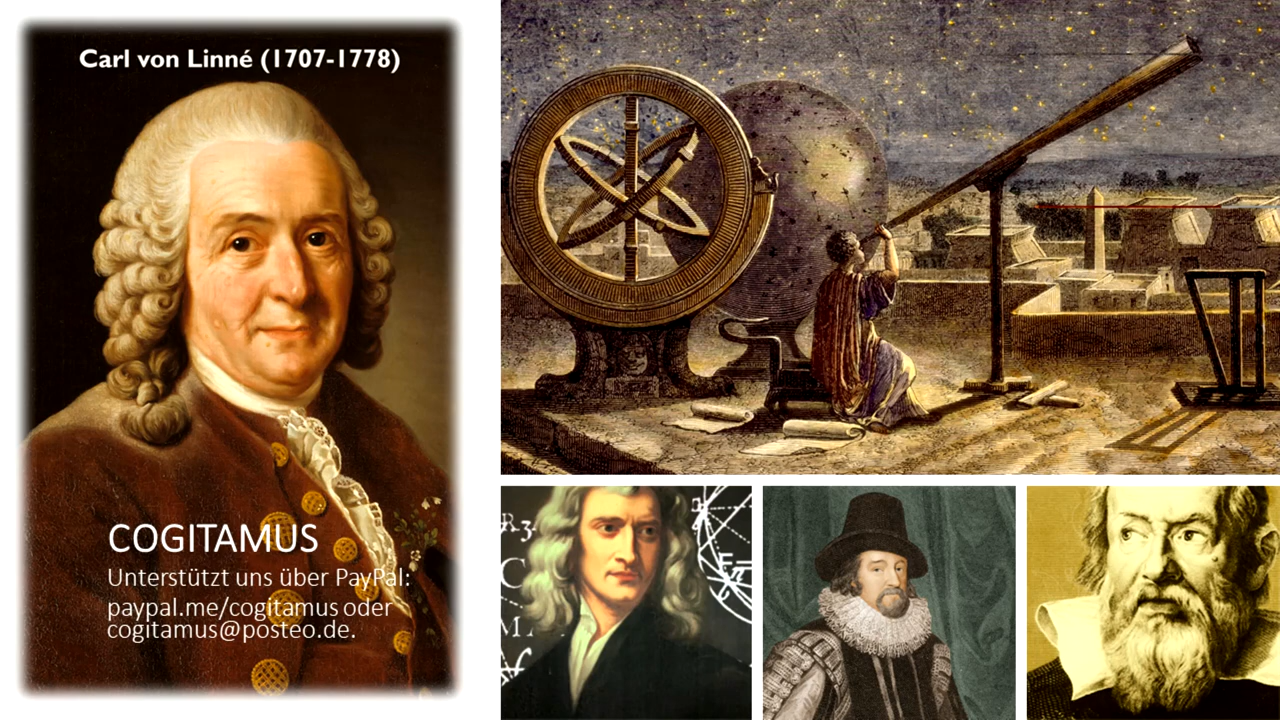 Carl von Linné (1707-1778)
COGITAMUS
Unterstützt uns über PayPal:
paypal.me/cogitamus oder
cogitamus@posteo.de.